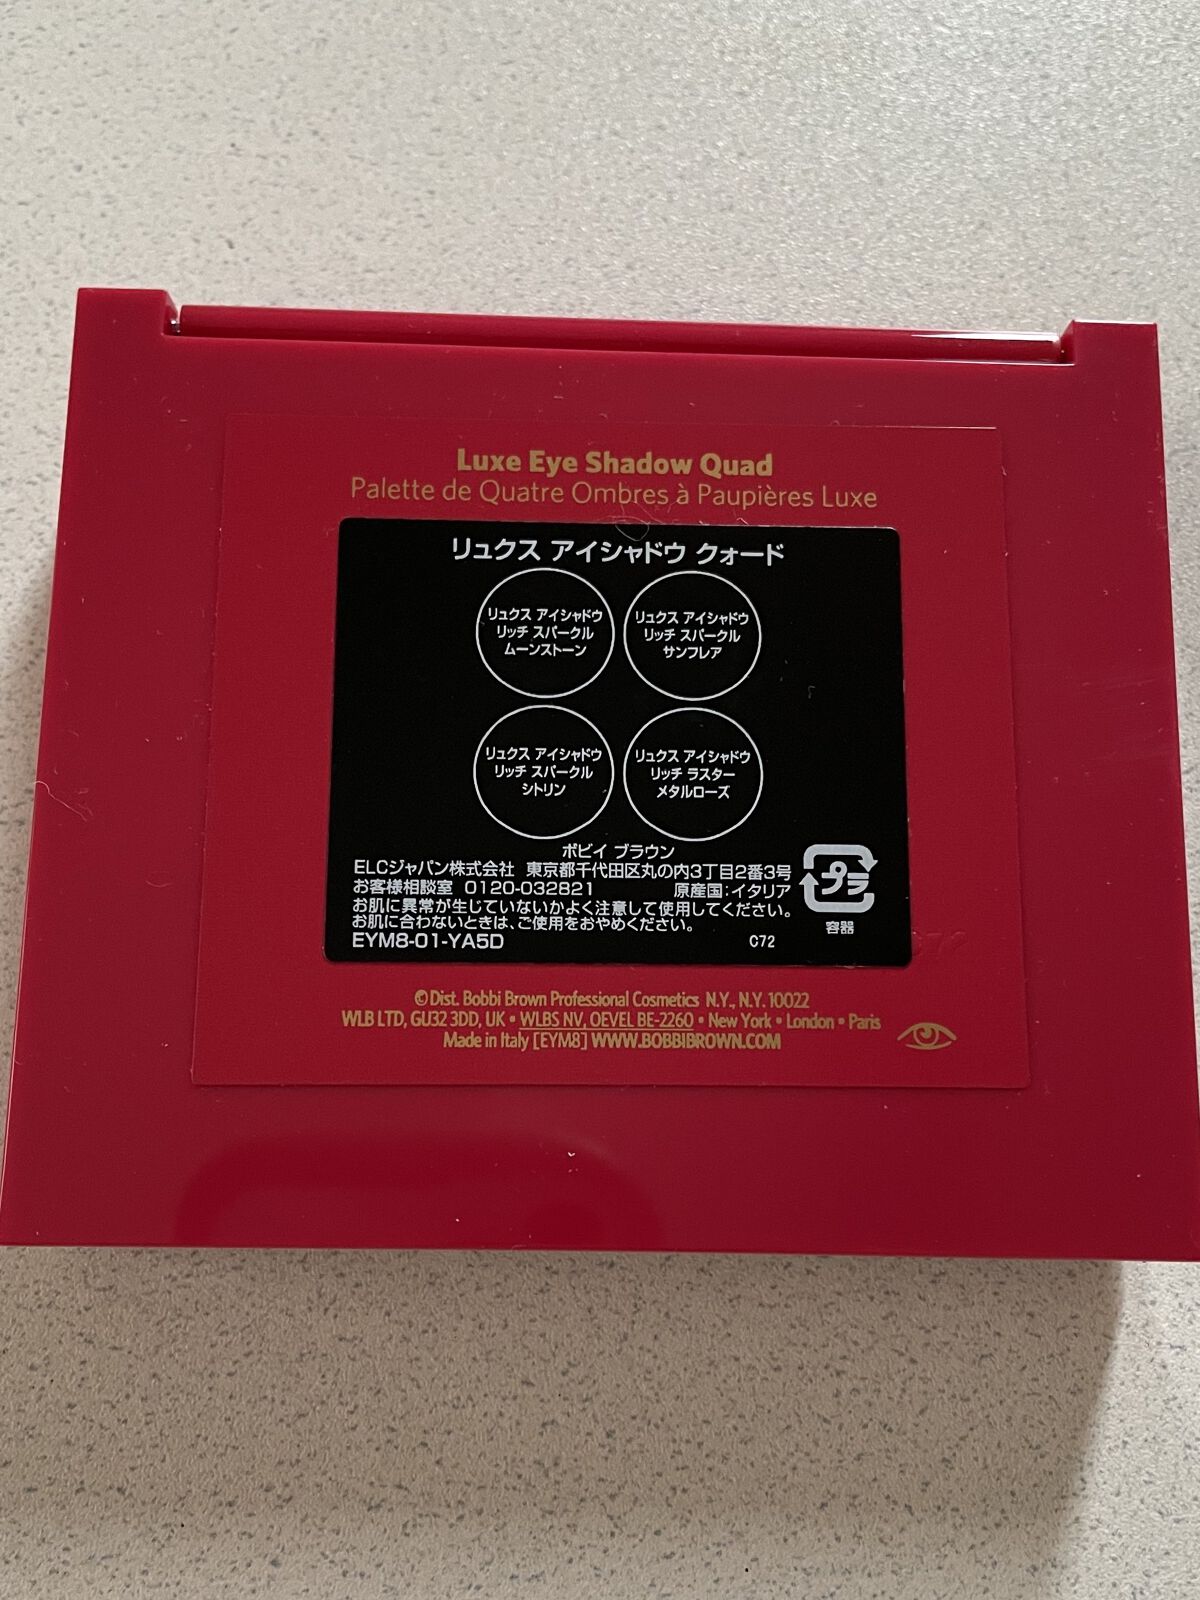 Luxe Eye Shadow Quad
Palette de Quatre Ombres à Paupières Luxe
リュクス アイシャドウ クォード
リュクス アイシャドウ
リッチ スパークル
ムーンストーン
リュクス アイシャドウ
リッチ スパークル
サンフレア
リュクス アイシャドウ
リッチ スパークル
シトリン
リュクス アイシャドウ
リッチ ラスター
メタルローズ
ボビイ ブラウン
ELCジャパン株式会社 東京都千代田区丸の内3丁目2番3号
お客様相談室 0120-032821 原産国:イタリア
お肌に異常が生じていないかよく注意して使用してください。
お肌に合わないときは、ご使用をおやめください。
EYM8-01-YA5D C72
プラ
容器
C72
©Dist. Bobbi Brown Professional Cosmetics N.Y., N.Y. 10022
WLB LTD, GU32 3DD, UK • WLBS NV, OEVEL BE-2260 • New York • London • Paris
Made in Italy [EYM8] WWW.BOBBIBROWN.COM